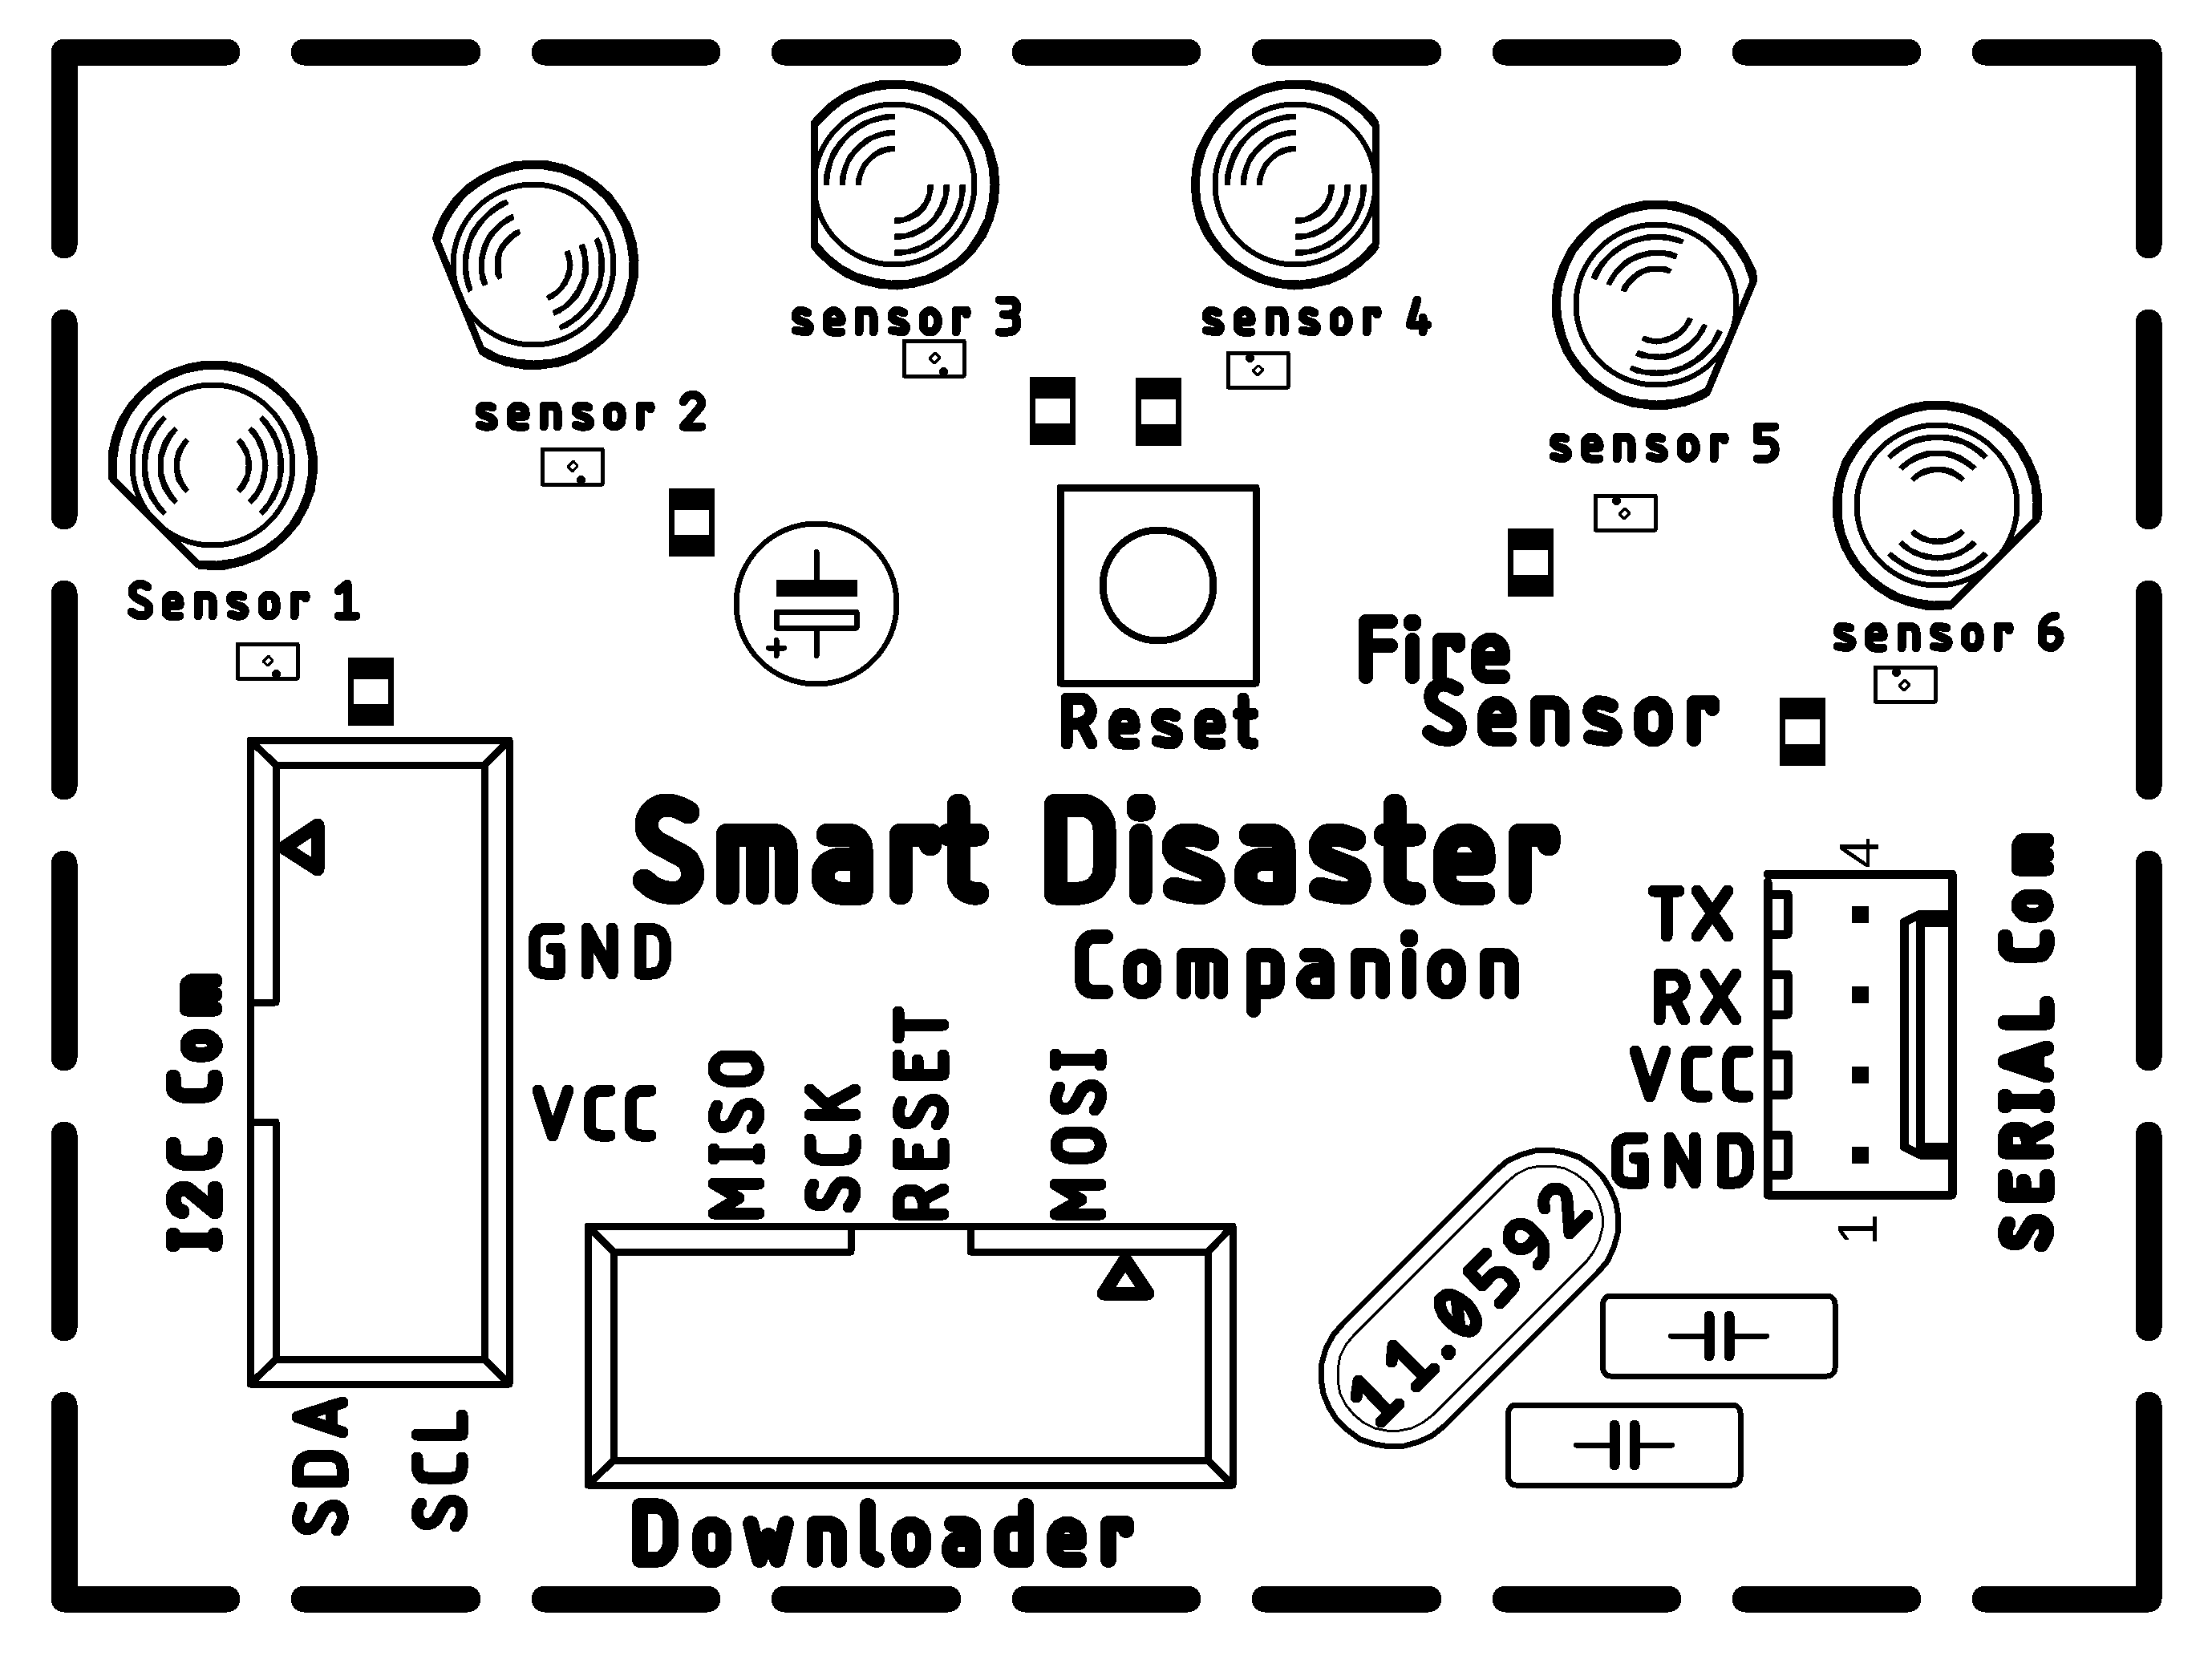 sensor 3
sensor 4
sensor 2
sensor 5
Sensor 1
sensor 6
Fire
Sensor
Reset
Smart Disaster
Companion
4
TX
RX
VCC
GND
1
SERIAL Com
GND
VCC
I2C Com
MISO
SCK
RESET
MOSI
11.0592
SDA
SCL
Downloader